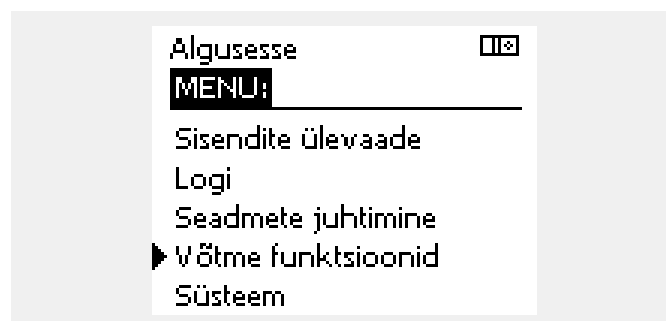 Algusesse
MENU:
Sisendite ülevaade
Logi
Seadmete juhtimine
Võtme funktsioonid
Süsteem